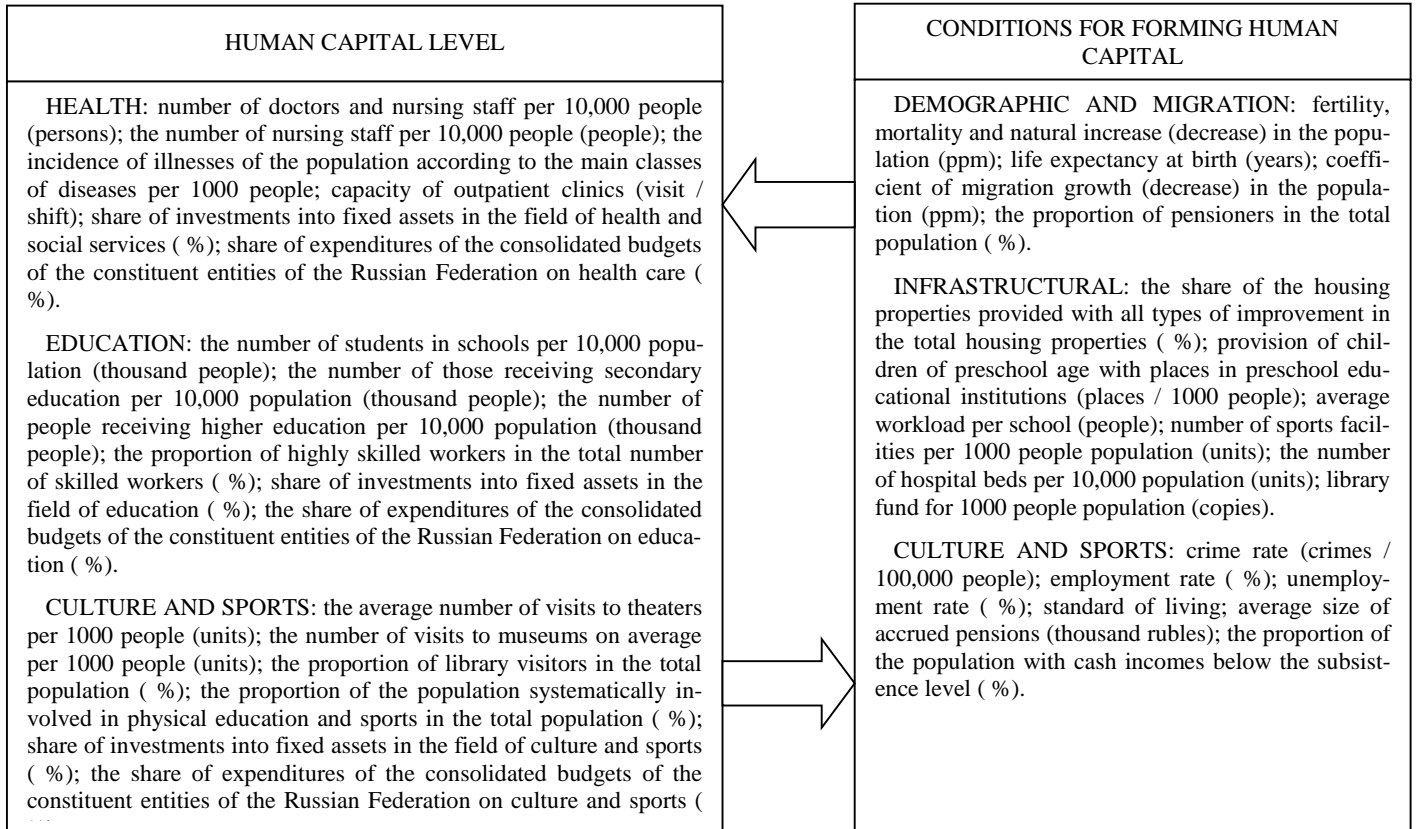 HUMAN CAPITAL LEVEL
HEALTH: number of doctors and nursing staff per 10,000 people
(persons); the number of nursing staff per 10,000 people (people); the
incidence of illnesses of the population according to the main classes
of diseases per 1000 people; capacity of outpatient clinics (visit /
shift); share of investments into fixed assets in the field of health and
social services ( %); share of expenditures of the consolidated budgets
of the constituent entities of the Russian Federation on health care (
%).
EDUCATION: the number of students in schools per 10,000 popu-
lation (thousand people); the number of those receiving secondary
education per 10,000 population (thousand people); the number of
people receiving higher education per 10,000 population (thousand
people); the proportion of highly skilled workers in the total number
of skilled workers ( %); share of investments into fixed assets in the
field of education ( %); the share of expenditures of the consolidated
budgets of the constituent entities of the Russian Federation on educa-
tion ( %).
CULTURE AND SPORTS: the average number of visits to theaters
per 1000 people (units); the number of visits to museums on average
per 1000 people (units); the proportion of library visitors in the total
population ( %); the proportion of the population systematically in-
volved in physical education and sports in the total population ( %);
share of investments into fixed assets in the field of culture and sports
( %); the share of expenditures of the consolidated budgets of the
constituent entities of the Russian Federation on culture and sports (
CONDITIONS FOR FORMING HUMAN
CAPITAL
DEMOGRAPHIC AND MIGRATION: fertility,
mortality and natural increase (decrease) in the popu-
lation (ppm); life expectancy at birth (years); coeffi-
cient of migration growth (decrease) in the popula-
tion (ppm); the proportion of pensioners in the total
population ( %).
INFRASTRUCTURAL: the share of the housing
properties provided with all types of improvement in
the total housing properties ( %); provision of chil-
dren of preschool age with places in preschool edu-
cational institutions (places / 1000 people); average
workload per school (people); number of sports facil-
ities per 1000 people population (units); the number
of hospital beds per 10,000 population (units); library
fund for 1000 people population (copies).
CULTURE AND SPORTS: crime rate (crimes /
100,000 people); employment rate ( %); unemploy-
ment rate ( %); standard of living; average size of
accrued pensions (thousand rubles); the proportion of
the population with cash incomes below the subsist-
ence level ( %).